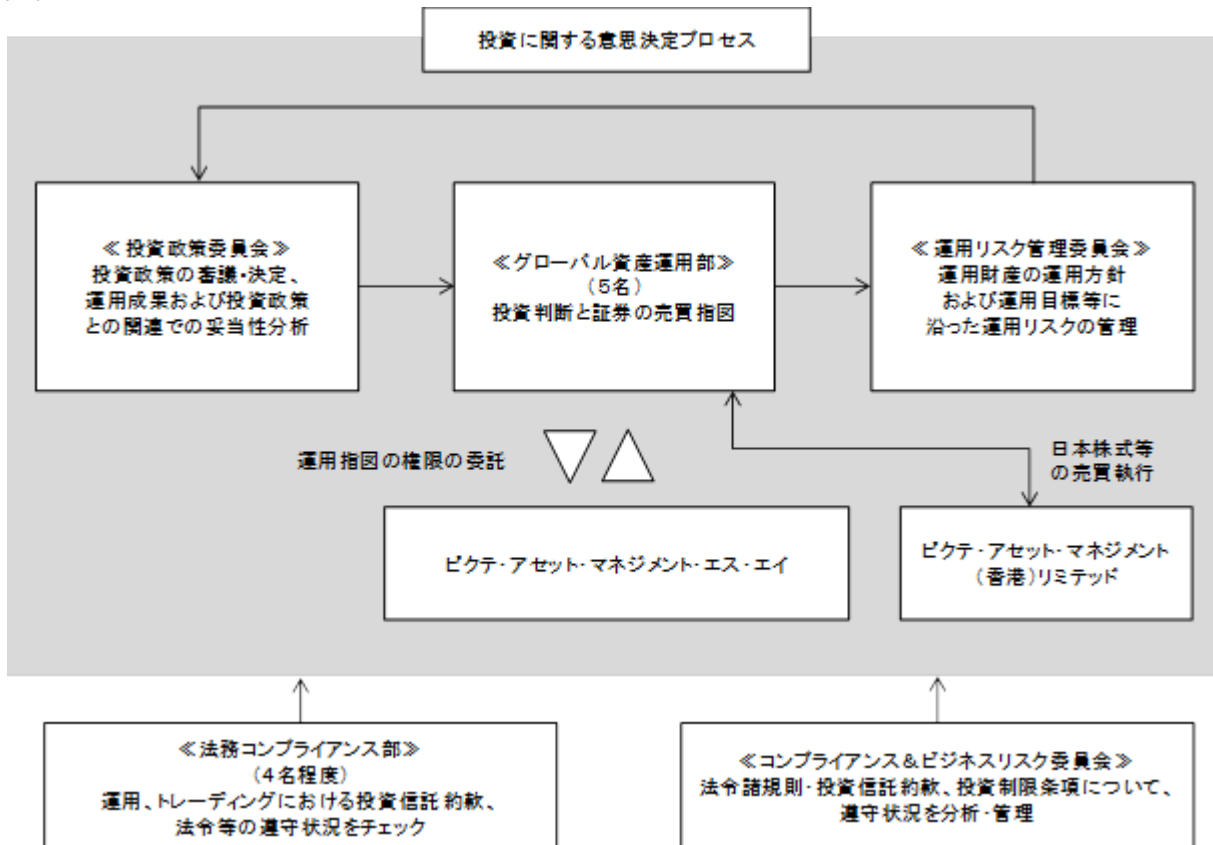 投資に関する意思決定プロセス
≪投資政策委員会≫
投資政策の審議・決定、
運用成果および投資政策
との関連での妥当性分析
≪グローバル資産運用部≫
(5名)
投資判断と証券の売買指図
≪運用リスク管理委員会≫
運用財産の運用方針
および運用目標等に
沿った運用リスクの管理
運用指図の権限の委託
日本株式等
の売買執行
ピクテ・アセット・マネジメント・エス・エイ
ピクテ・アセット・マネジメント
(香港)リミテッド
≪法務コンプライアンス部≫
(4名程度)
運用、トレーディングにおける投資信託約款、
法令等の遵守状況をチェック
≪コンプライアンス&ビジネスリスク委員会≫
法令諸規則・投資信託約款、投資制限条項について、
遵守状況を分析・管理